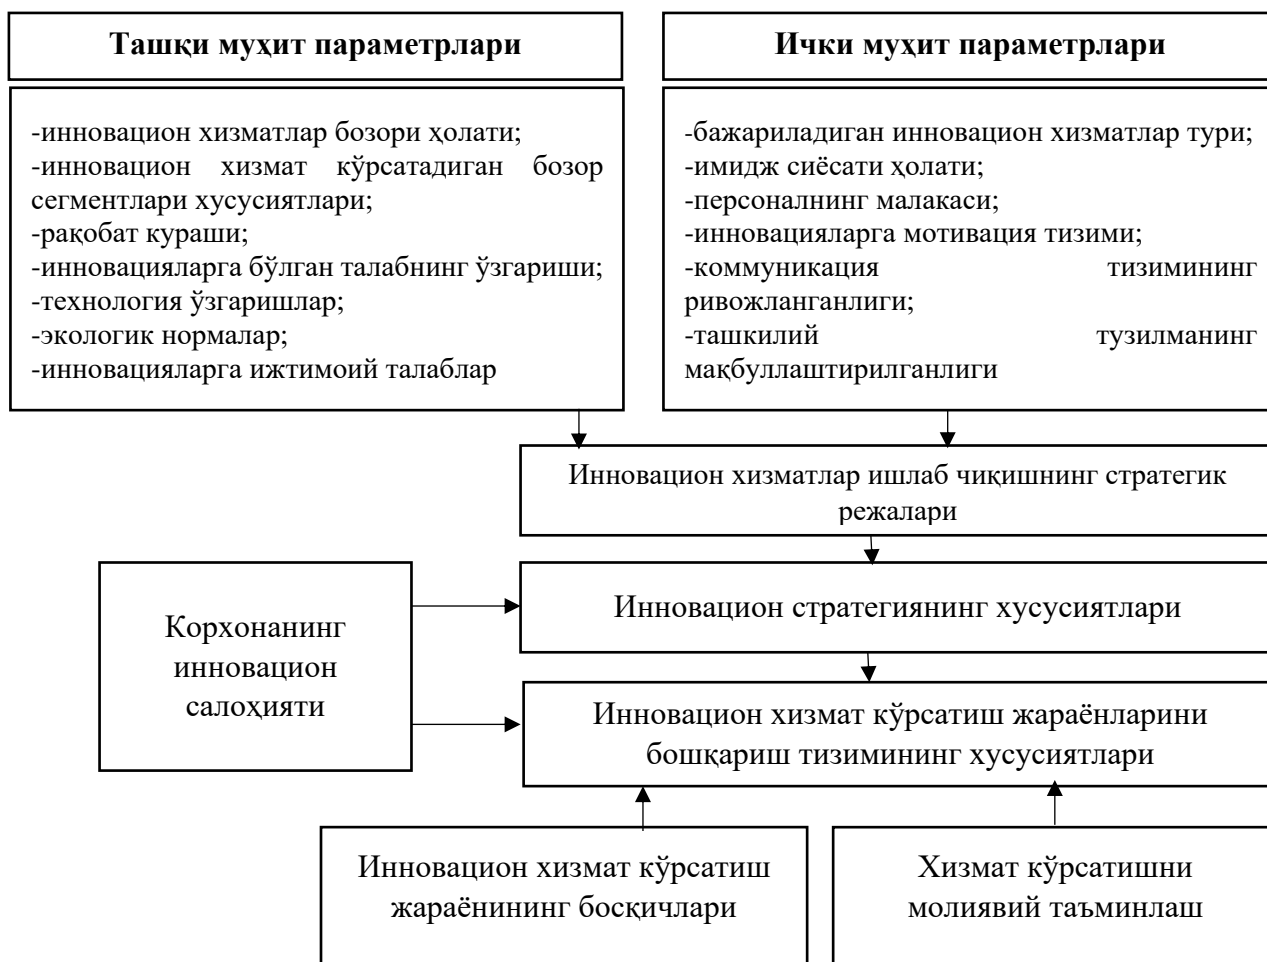 Ташқи муҳит параметрлари
-инновацион хизматлар бозори ҳолати;
-инновацион хизмат кўрсатадиган бозор
сегментлари хусусиятлари;
-рақобат кураши;
-инновацияларга бўлган талабнинг ўзгариши;
-технология ўзгаришлар;
-экологик нормалар;
-инновацияларга ижтимоий талаблар
Ички муҳит параметрлари
-бажариладиган инновацион хизматлар тури;
-имидж сиёсати ҳолати;
-персоналнинг малакаси;
-инновацияларга мотивация тизими;
-коммуникация тизимининг
ривожланганлиги;
-ташкилий тузилманинг
мақбуллаштирилганлиги
Инновацион хизматлар ишлаб чиқишнинг стратегик
режалари
Корхонанинг
инновацион
салоҳияти
Инновацион стратегиянинг хусусиятлари
Инновацион хизмат кўрсатиш жараёнларини
бошқариш тизимининг хусусиятлари
Инновацион хизмат кўрсатиш
жараёнининг босқичлари
Хизмат кўрсатишни
молиявий таъминлаш